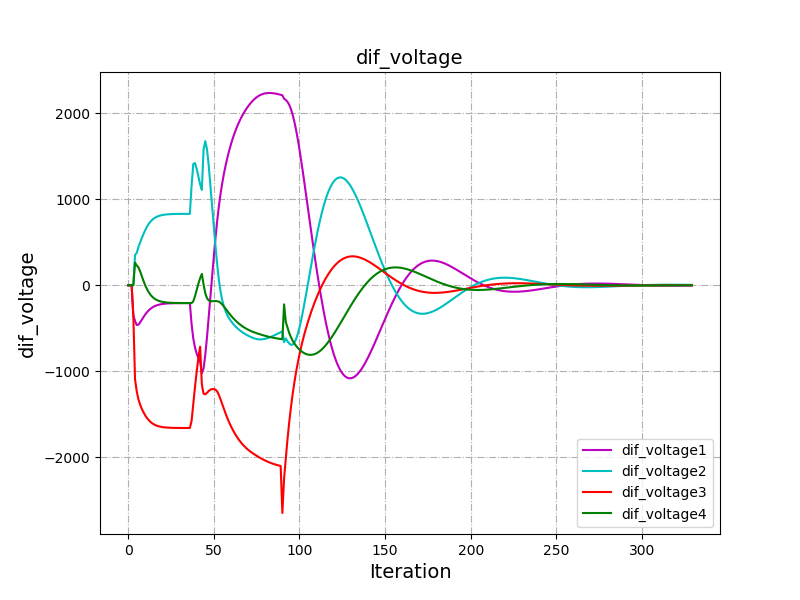 dif_voltage
dif_voltage
2000
1000
0
−1000
−2000
0
50
100
150
200
250
300
Iteration
dif_voltage1
dif_voltage2
dif_voltage3
dif_voltage4